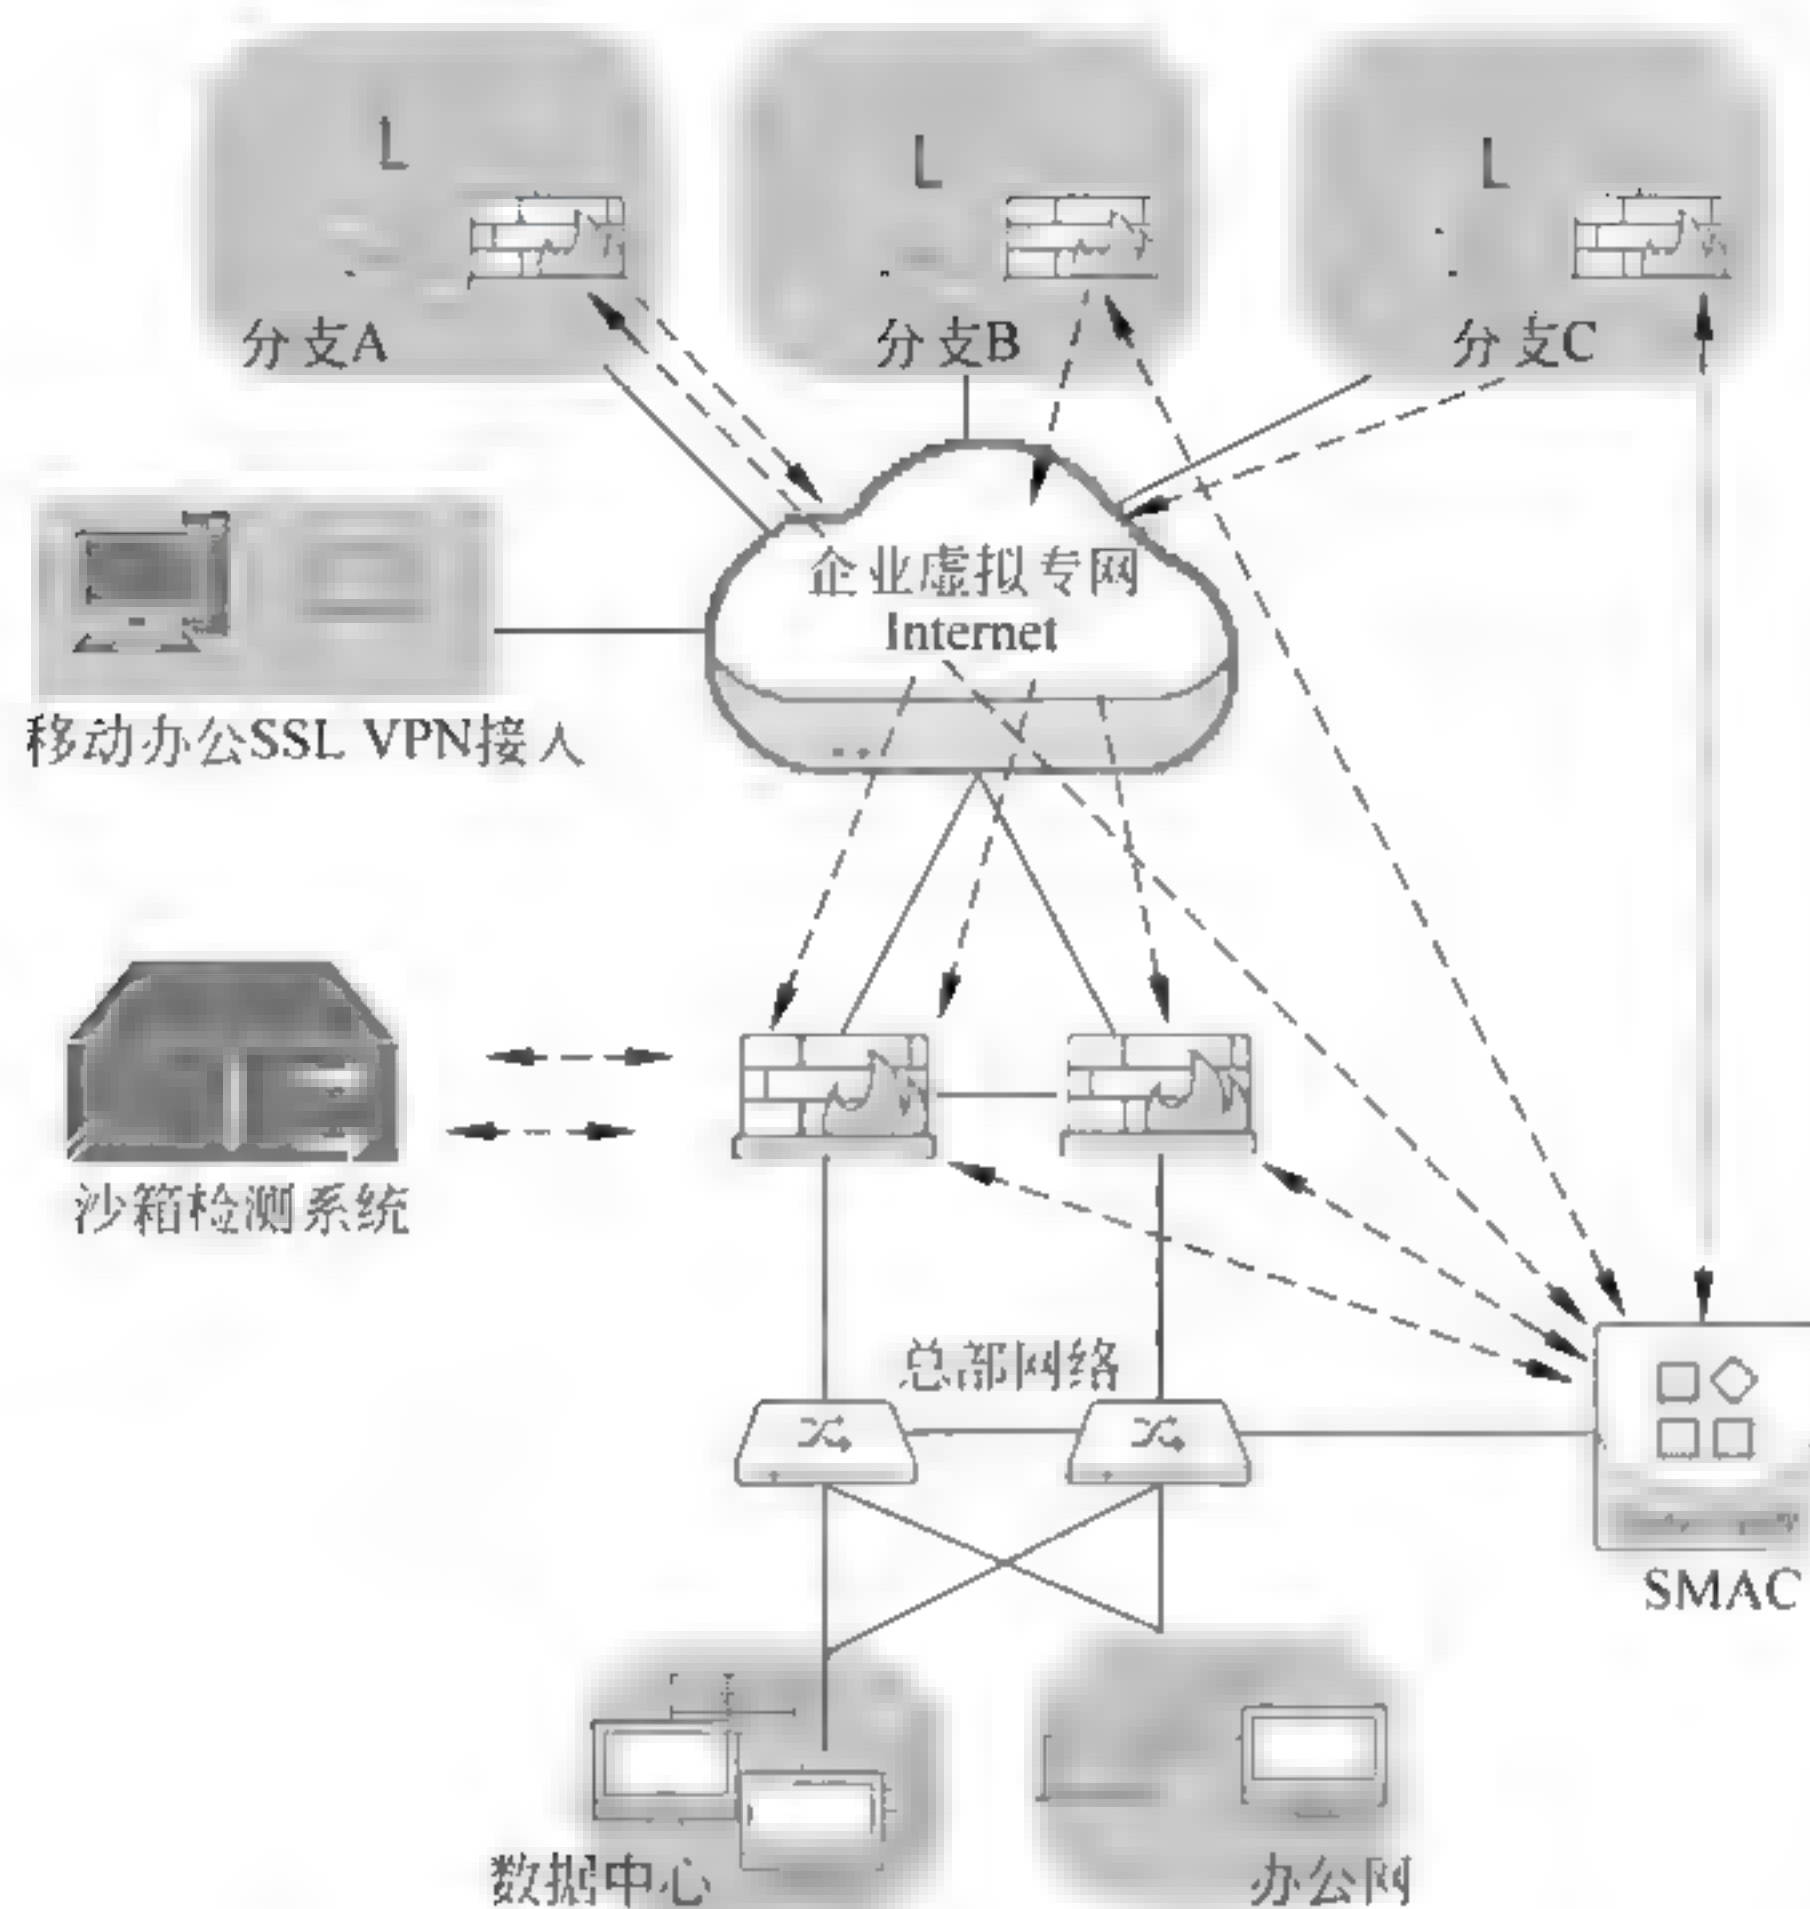 L
L
L
分支A
分支B
分支C
企业虚拟专网
Internet
移动办公SSL VPN接人
沙箱检测系统
总部网络
SMAC
数据中心
办公网